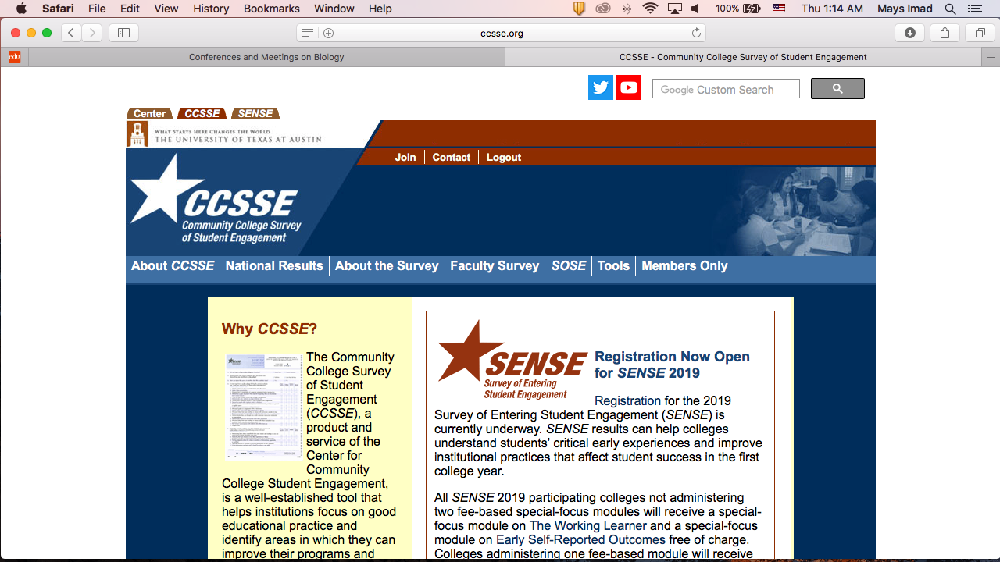 Safari File Edit View History Bookmarks Window Help 100% Thu 1:14 AM Mays Imad
ccsse.org
edu Conferences and Meetings on Biology CCSSE - Community College Survey of Student Engagement
Google Custom Search
Center CCSSE SENSE
WHAT STARTS HERE CHANGES THE WORLD
THE UNIVERSITY OF TEXAS AT AUSTIN
Join Contact Logout
CCSSE
Community College Survey
of Student Engagement
About CCSSE National Results About the Survey Faculty Survey SOSE Tools Members Only
Why CCSSE?
The Community
College Survey
of Student
Engagement
(CCSSE), a
product and
service of the
Center for
Community
College Student Engagement,
is a well-established tool that
helps institutions focus on good
educational practice and
identify areas in which they can
improve their programs and
SENSE
Survey of Entering
Student Engagement
Registration Now Open
for SENSE 2019
Registration for the 2019
Survey of Entering Student Engagement (SENSE) is
currently underway. SENSE results can help colleges
understand students' critical early experiences and improve
institutional practices that affect student success in the first
college year.
All SENSE 2019 participating colleges not administering
two fee-based special-focus modules will receive a special-
focus module on The Working Learner and a special-focus
module on Early Self-Reported Outcomes free of charge.
Colleges administering one fee-based module will receive